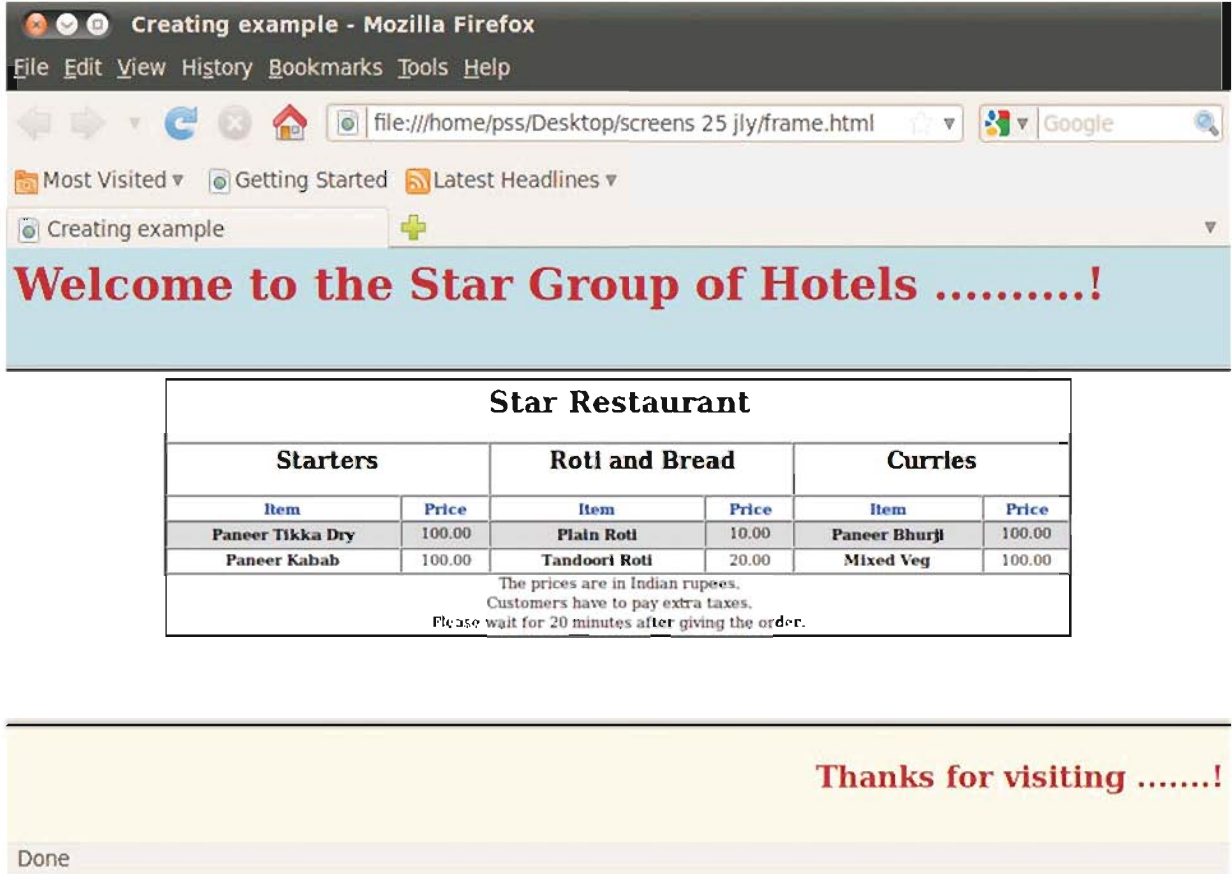 Creating example - Mozilla Firefox
File Edit View History Bookmarks Tools Help
file:///home/pss/Desktop/screens 25 jly/frame.html Google
Most Visited Getting Started Latest Headlines
Creating example
Welcome to the Star Group of Hotels ..........!
Star Restaurant
Starters Roti and Bread Curries
Item Price Item Price Item Price
Paneer Tikka Dry 100.00 Plain Roti 10.00 Paneer Bhurji 100.00
Paneer Kabab 100.00 Tandoori Roti 20.00 Mixed Veg 100.00
The prices are in Indian rupees.
Customers have to pay extra taxes.
Please wait for 20 minutes after giving the order.
Thanks for visiting .......!
Done